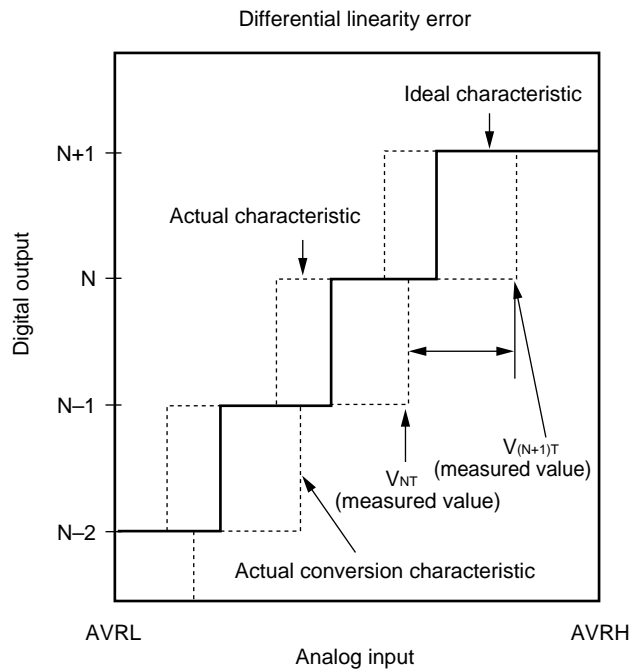 Differential linearity error
Ideal characteristic
N+1
Actual characteristic
N
Digital output
N–1
V(N+1)T
(measured value)
VNT
(measured value)
N–2
Actual conversion characteristic
AVRL
AVRH
Analog input